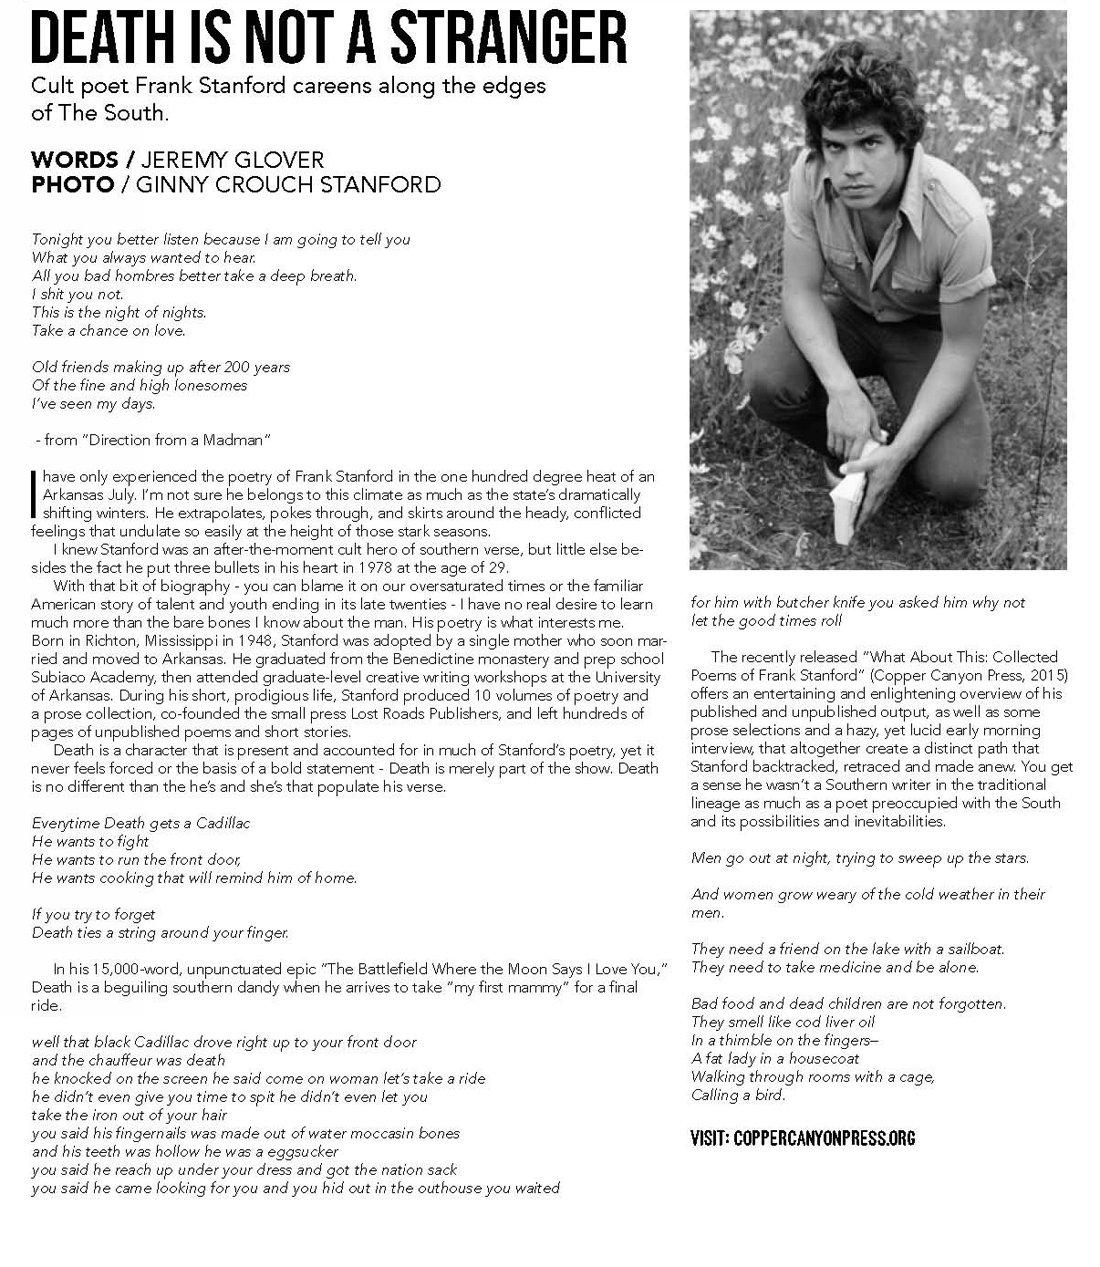 DEATH IS NOT A STRANGER
Cult poet Frank Stanford careens along the edges
of The South.
WORDS / JEREMY GLOVER
PHOTO / GINNY CROUCH STANFORD
Tonight you better listen because I am going to tell you
What you always wanted to hear.
All you bad hombres better take a deep breath.
I shit you not.
This is the night of nights.
Take a chance on love.
Old friends making up after 200 years
Of the fine and high lonesomes
I've seen my days.
- from "Direction from a Madman"
I have only experienced the poetry of Frank Stanford in the one hundred degree heat of an
Arkansas July. I'm not sure he belongs to this climate as much as the state's dramatically
shifting winters. He extrapolates, pokes through, and skirts around the heady, conflicted
feelings that undulate so easily at the height of those stark seasons.
I knew Stanford was an after-the-moment cult hero of southern verse, but little else be-
sides the fact he put three bullets in his heart in 1978 at the age of 29.
With that bit of biography - you can blame it on our oversaturated times or the familiar
American story of talent and youth ending in its late twenties - I have no real desire to learn
much more than the bare bones I know about the man. His poetry is what interests me.
Born in Richton, Mississippi in 1948, Stanford was adopted by a single mother who soon mar-
ried and moved to Arkansas. He graduated from the Benedictine monastery and prep school
Subiaco Academy, then attended graduate-level creative writing workshops at the University
of Arkansas. During his short, prodigious life, Stanford produced 10 volumes of poetry and
a prose collection, co-founded the small press Lost Roads Publishers, and left hundreds of
pages of unpublished poems and short stories.
Death is a character that is present and accounted for in much of Stanford's poetry, yet it
never feels forced or the basis of a bold statement - Death is merely part of the show. Death
is no different than the he's and she's that populate his verse.
Everytime Death gets a Cadillac
He wants to fight
He wants to run the front door,
He wants cooking that will remind him of home.
If you try to forget
Death ties a string around your finger.
In his 15,000-word, unpunctuated epic "The Battlefield Where the Moon Says I Love You,"
Death is a beguiling southern dandy when he arrives to take "my first mammy" for a final
ride.
well that black Cadillac drove right up to your front door
and the chauffeur was death
he knocked on the screen he said come on woman let's take a ride
he didn't even give you time to spit he didn't even let you
take the iron out of your hair
you said his fingernails was made out of water moccasin bones
and his teeth was hollow he was a eggsucker
you said he reach up under your dress and got the nation sack
you said he came looking for you and you hid out in the outhouse you waited
for him with butcher knife you asked him why not
let the good times roll
The recently released "What About This: Collected
Poems of Frank Stanford" (Copper Canyon Press, 2015)
offers an entertaining and enlightening overview of his
published and unpublished output, as well as some
prose selections and a hazy, yet lucid early morning
interview, that altogether create a distinct path that
Stanford backtracked, retraced and made anew. You get
a sense he wasn't a Southern writer in the traditional
lineage as much as a poet preoccupied with the South
and its possibilities and inevitabilities.
Men go out at night, trying to sweep up the stars.
And women grow weary of the cold weather in their
men.
They need a friend on the lake with a sailboat.
They need to take medicine and be alone.
Bad food and dead children are not forgotten.
They smell like cod liver oil
In a thimble on the fingers—
A fat lady in a housecoat
Walking through rooms with a cage,
Calling a bird.
VISIT: COPPERCANYONPRESS.ORG